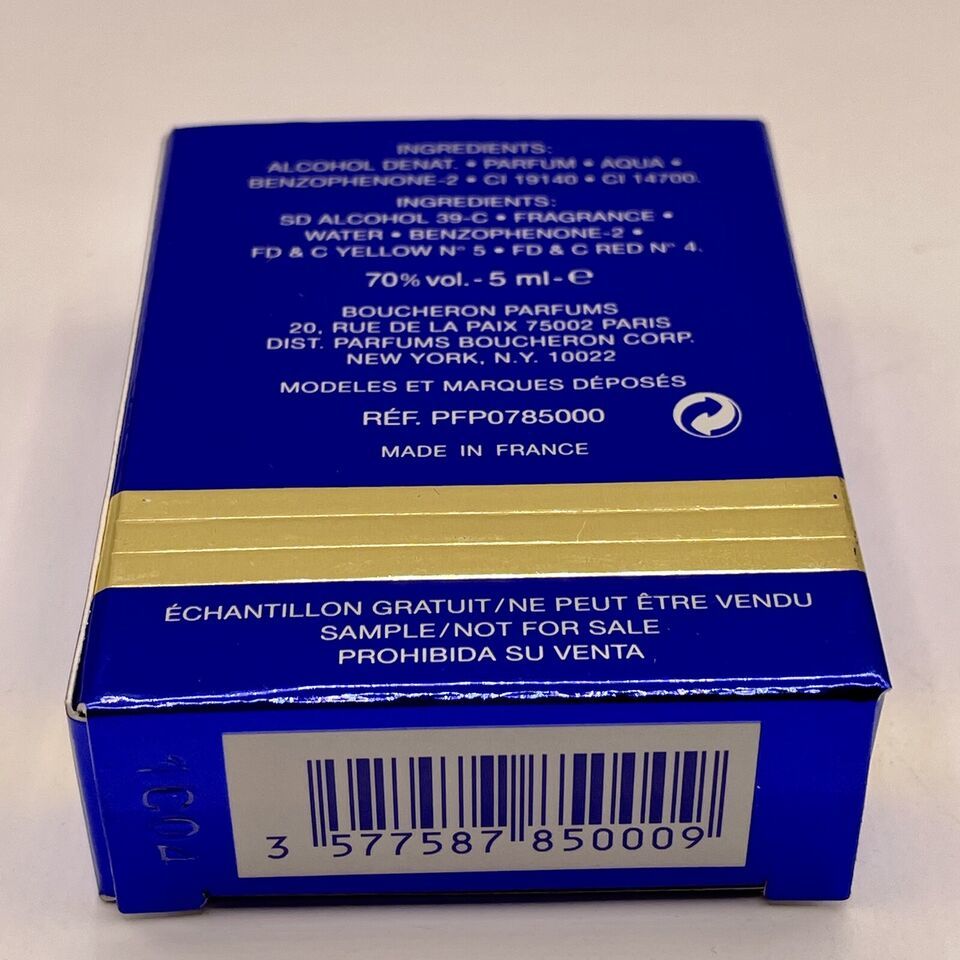 INGREDIENTS:
ALCOHOL DENAT. • PARFUM • AQUA •
BENZOPHENONE-2 • CI 19140 • CI 14700.
INGREDIENTS:
SD ALCOHOL 39-C • FRAGRANCE •
WATER • BENZOPHENONE-2 •
FD & C YELLOW N° 5 • FD & C RED N° 4.
70% vol. - 5 ml - ℮
BOUCHERON PARFUMS
20, RUE DE LA PAIX 75002 PARIS
DIST. PARFUMS BOUCHERON CORP.
NEW YORK, N.Y. 10022
MODELES ET MARQUES DÉPOSÉS
RÉF. PFP0785000
MADE IN FRANCE
ÉCHANTILLON GRATUIT/NE PEUT ÊTRE VENDU
SAMPLE/NOT FOR SALE
PROHIBIDA SU VENTA
3 577587 850009